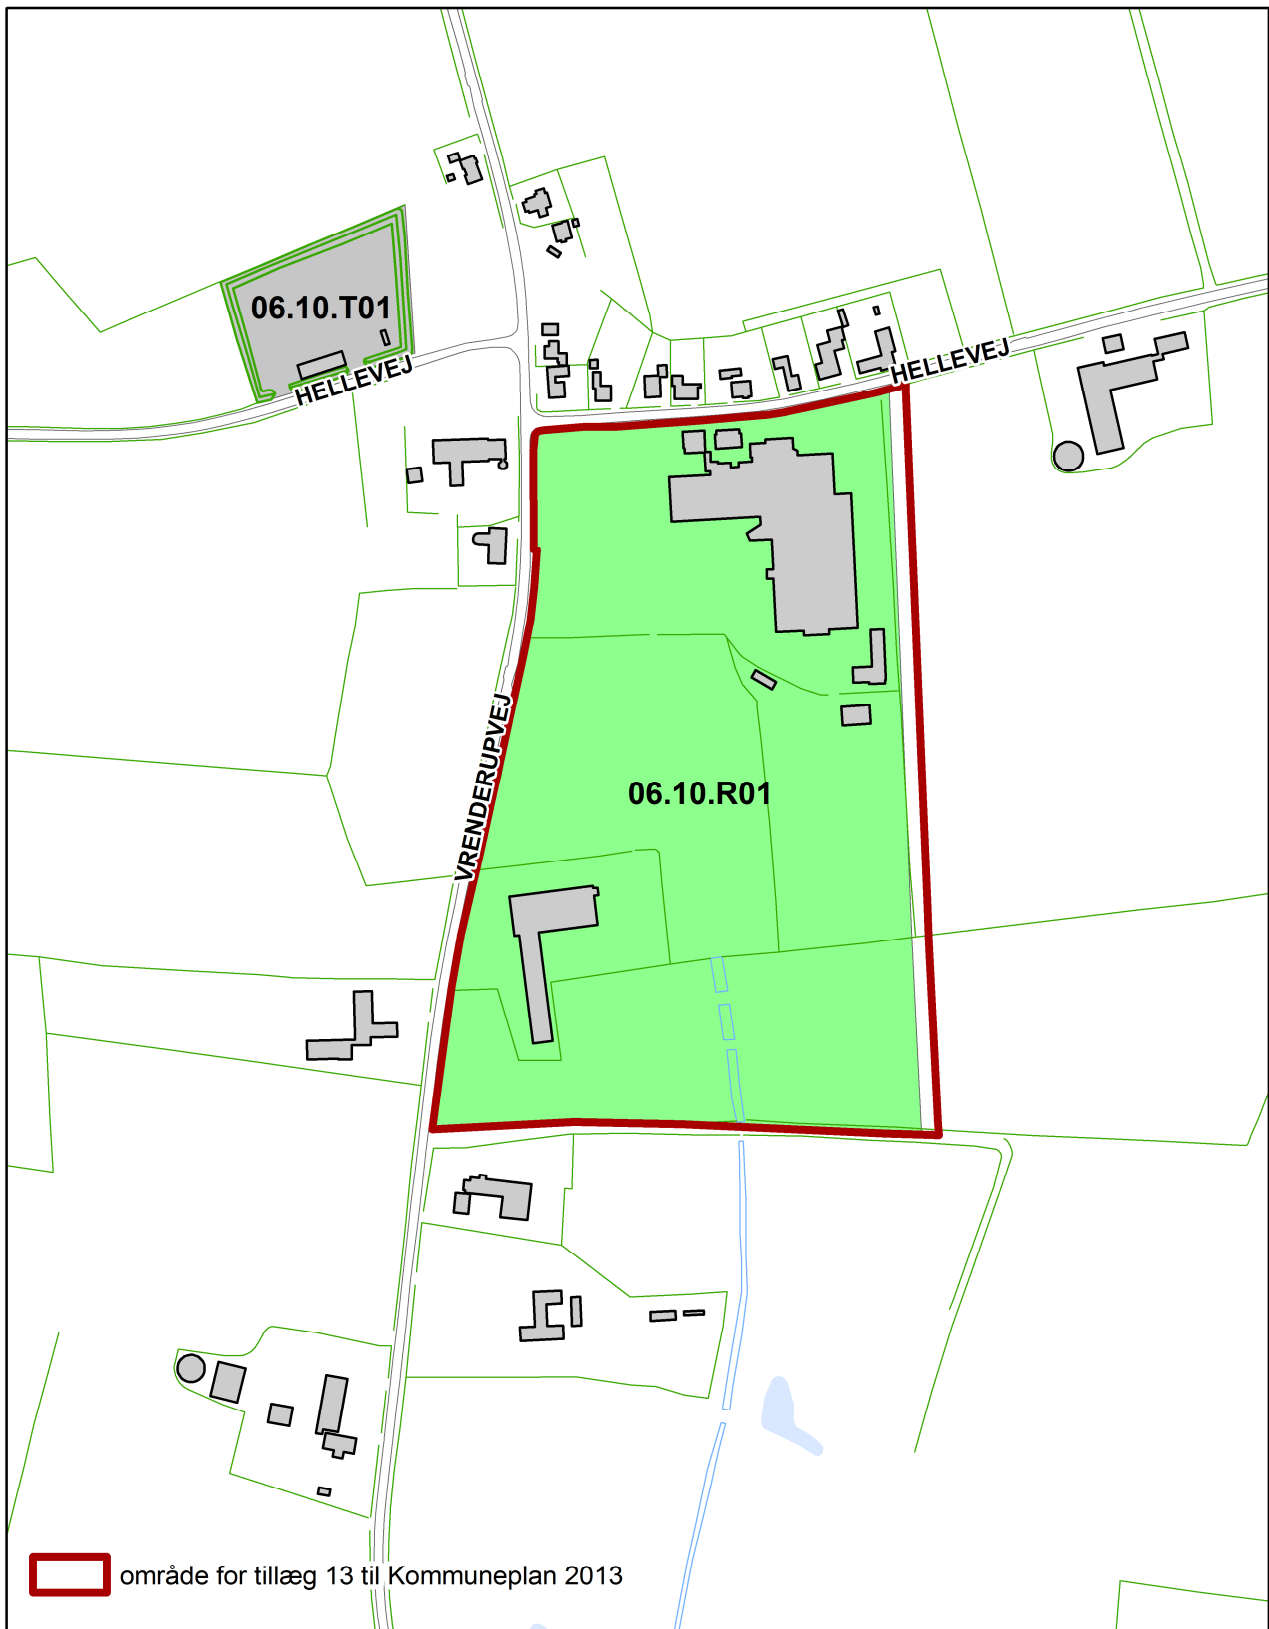 06.10.T01
HELLEVEJ
HELLEVEJ
VRENDERUPVEJ
06.10.R01
område for tillæg 13 til Kommuneplan 2013